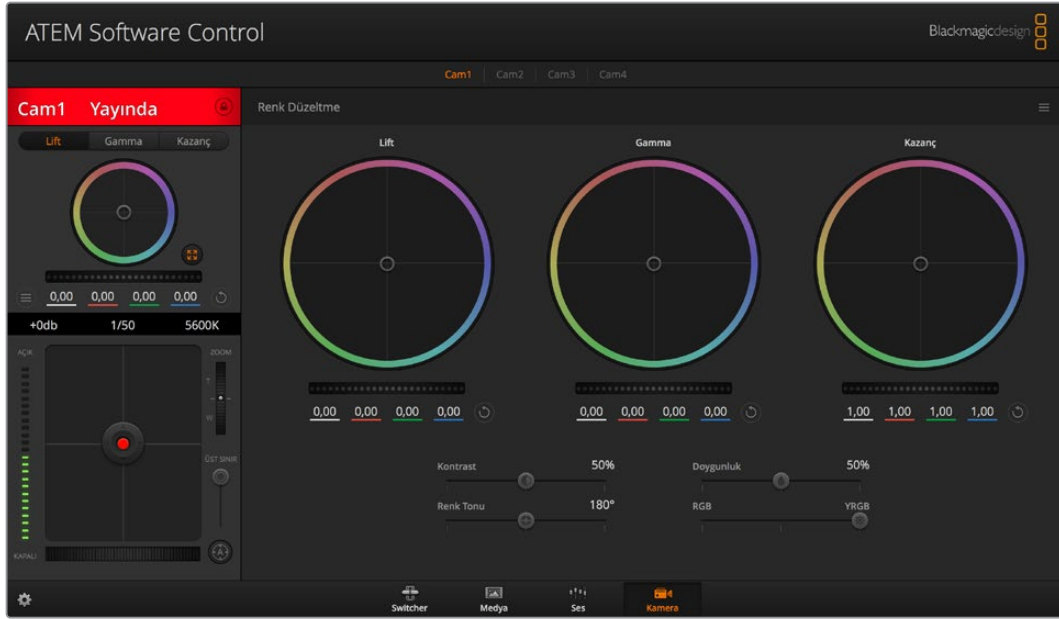 ATEM Software Control
Blackmagicdesign
Cam1 Cam2 Cam3 Cam4
Cam1 Yayında
Renk Düzeltme
Lift Gamma Kazanç
0,00 0,00 0,00 0,00
+0db 1/50 5600K
AÇIK
ZOOM
T
W
ÜST SINIR
KAPALI
A
Lift
0,00 0,00 0,00 0,00
Gamma
0,00 0,00 0,00 0,00
Kazanç
1,00 1,00 1,00 1,00
Kontrast 50%
Doygunluk 50%
Renk Tonu 180°
RGB YRGB
Switcher Medya Ses Kamera